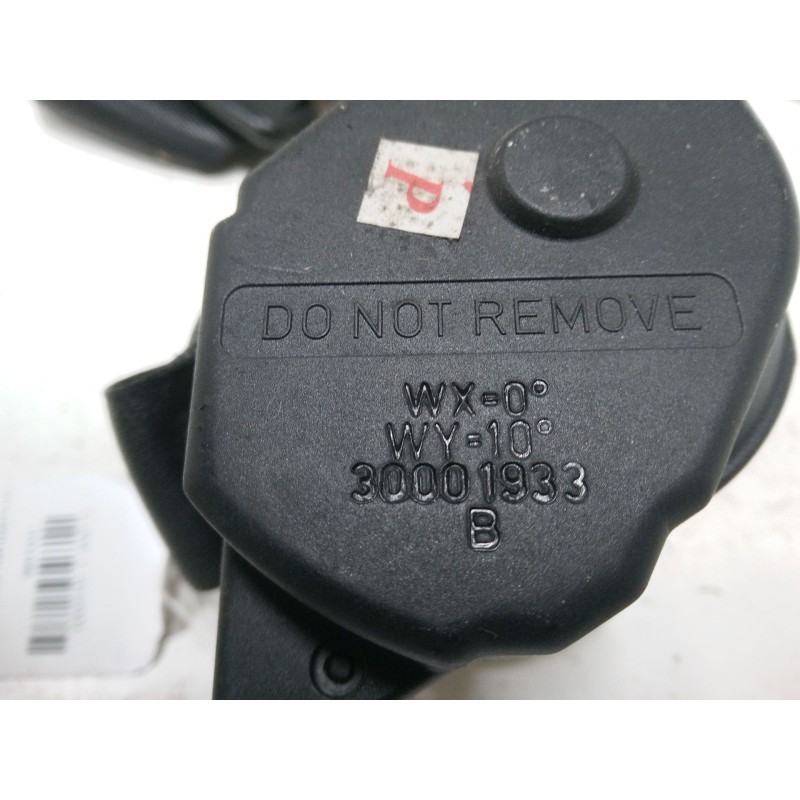 P
DO NOT REMOVE
WX=0°
WY=10°
30001933
B